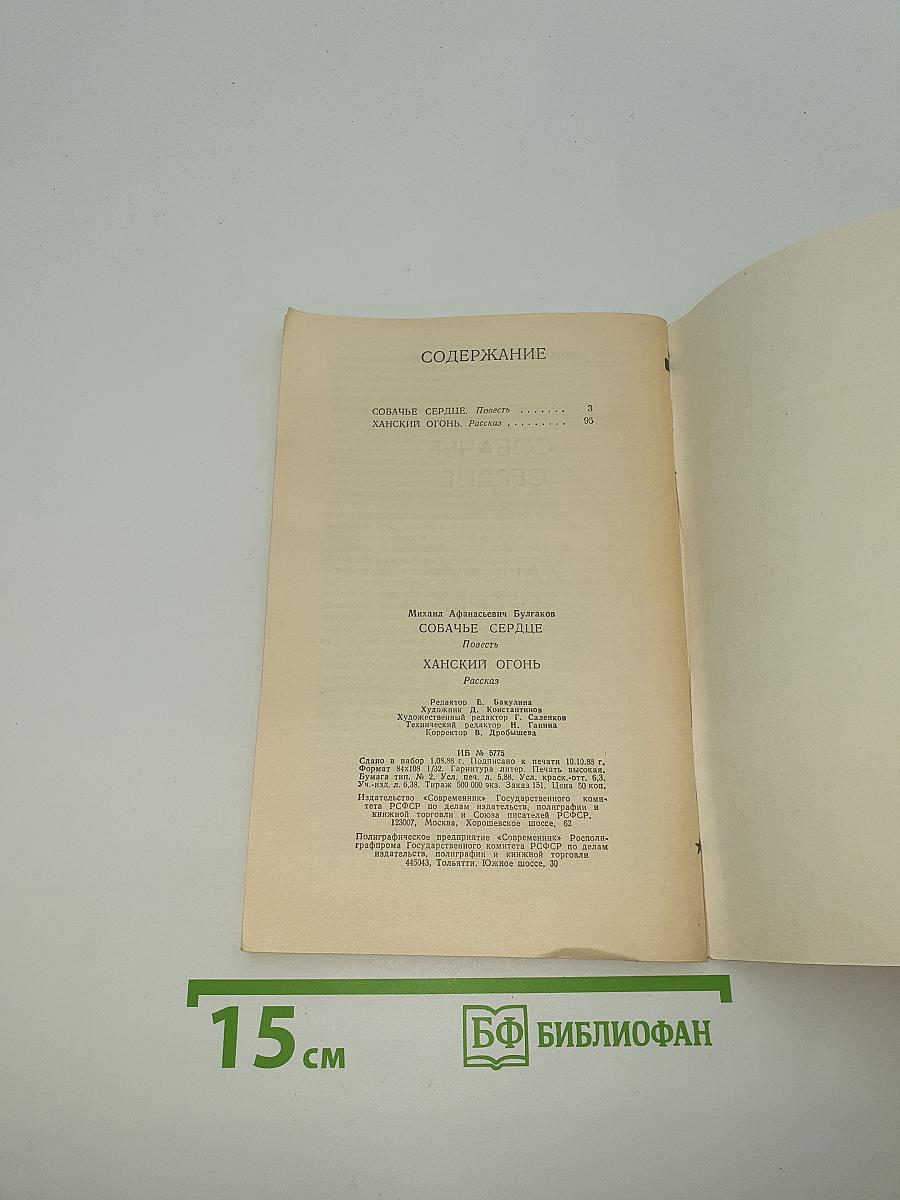 СОДЕРЖАНИЕ
СОБАЧЬЕ СЕРДЦЕ. Повесть . . . . . . . 3
ХАНСКИЙ ОГОНЬ. Рассказ . . . . . . . . . 95
Михаил Афанасьевич Булгаков
СОБАЧЬЕ СЕРДЦЕ
Повесть
ХАНСКИЙ ОГОНЬ
Рассказ
Редактор Е. Бакулина
Художник Д. Константинов
Художественный редактор Г. Саленков
Технический редактор Н. Ганина
Корректор В. Дробышева
ИБ № 5775
Сдано в набор 1.08.88 г. Подписано к печати 10.10.88 г.
Формат 84х108 1/32. Гарнитура литер. Печать высокая.
Бумага тип. № 2. Усл. печ. л. 5,88. Усл. краск.-отт. 6,3.
Уч.-изд. л. 6,38. Тираж 500 000 экз. Заказ 151. Цена 50 коп.
Издательство «Современник» Государственного коми-
тета РСФСР по делам издательств, полиграфии и
книжной торговли и Союза писателей РСФСР.
123007, Москва, Хорошевское шоссе, 62
Полиграфическое предприятие «Современник» Росполи-
графпрома Государственного комитета РСФСР по делам
издательств, полиграфии и книжной торговли
445043, Тольятти, Южное шоссе, 30
15 см
БФ БИБЛИОФАН